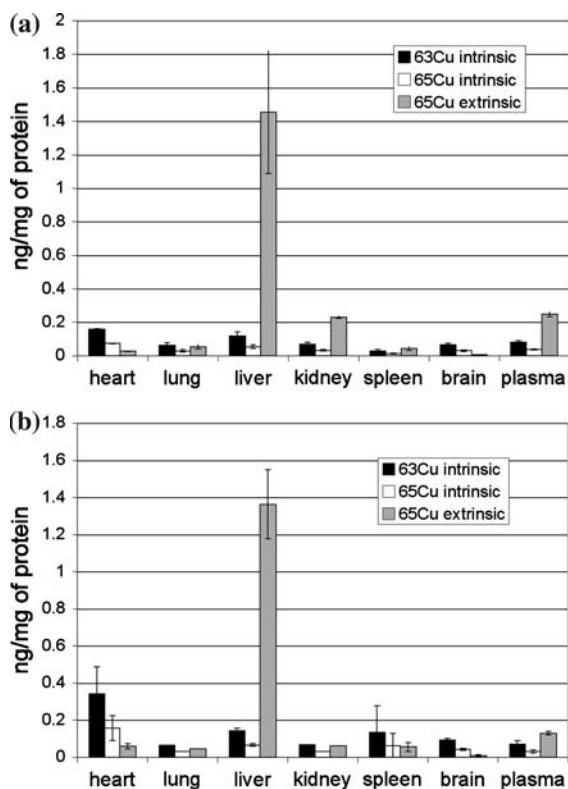 (a)
2
1.8
1.6
1.4
1.2
1
0.8
0.6
0.4
0.2
0
ng/mg of protein
63Cu intrinsic
65Cu intrinsic
65Cu extrinsic
heart lung liver kidney spleen brain plasma
(b)
1.8
1.6
1.4
1.2
1
0.8
0.6
0.4
0.2
0
ng/mg of protein
63Cu intrinsic
65Cu intrinsic
65Cu extrinsic
heart lung liver kidney spleen brain plasma